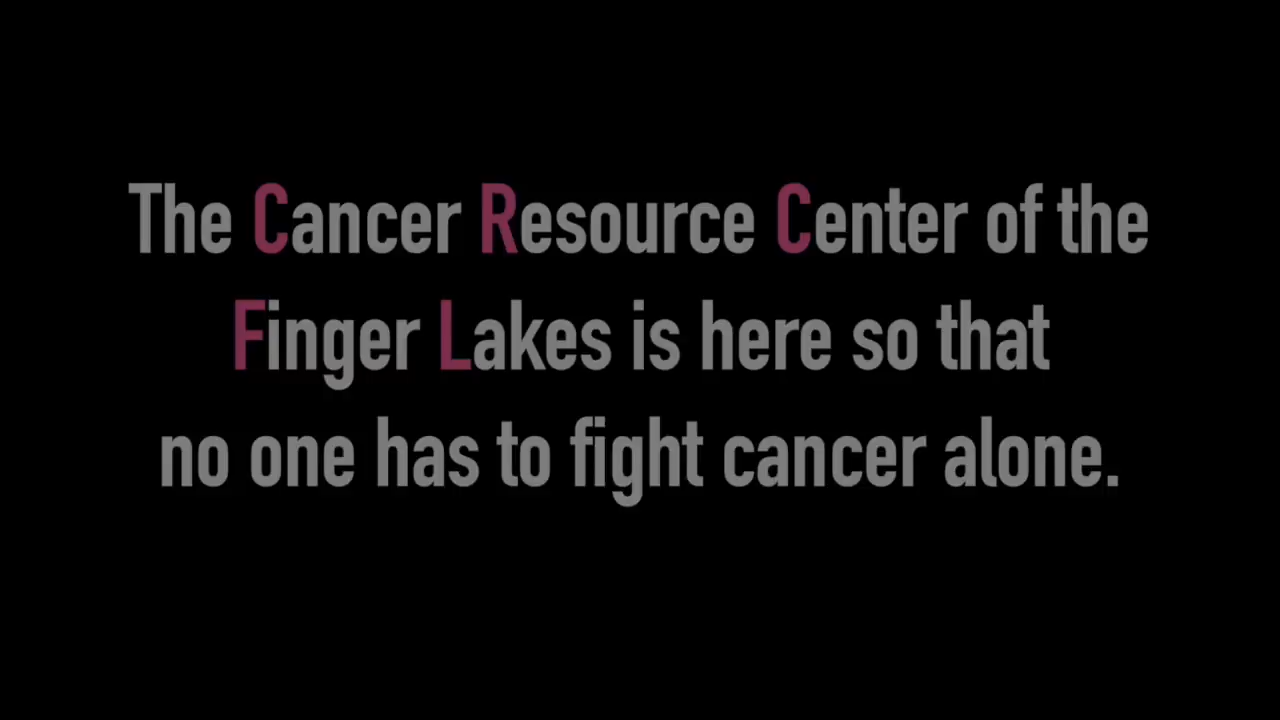 The Cancer Resource Center of the
Finger Lakes is here so that
no one has to fight cancer alone.